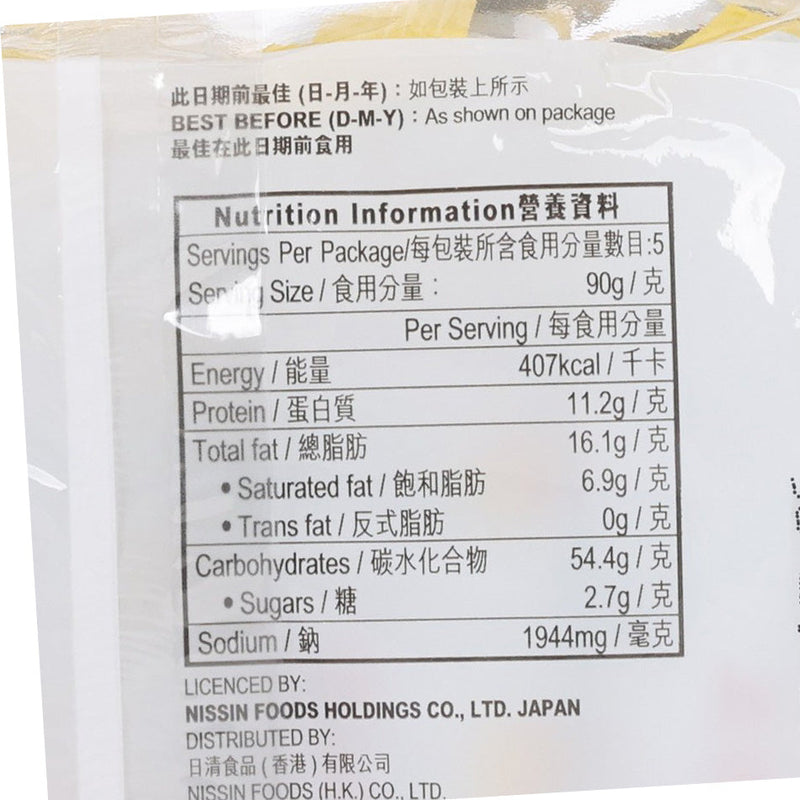 此日期前最佳 (日-月-年)：如包裝上所示
BEST BEFORE (D-M-Y)：As shown on package
最佳在此日期前食用
Nutrition Information營養資料
Servings Per Package/每包裝所含食用分量數目:5
Serving Size / 食用分量： 90g / 克
Per Serving / 每食用分量
Energy / 能量 407kcal / 千卡
Protein / 蛋白質 11.2g / 克
Total fat / 總脂肪 16.1g / 克
• Saturated fat / 飽和脂肪 6.9g / 克
• Trans fat / 反式脂肪 0g / 克
Carbohydrates / 碳水化合物 54.4g / 克
• Sugars / 糖 2.7g / 克
Sodium / 鈉 1944mg / 毫克
LICENCED BY:
NISSIN FOODS HOLDINGS CO., LTD. JAPAN
DISTRIBUTED BY:
日清食品 ( 香港 ) 有限公司
NISSIN FOODS (H.K.) CO., LTD.